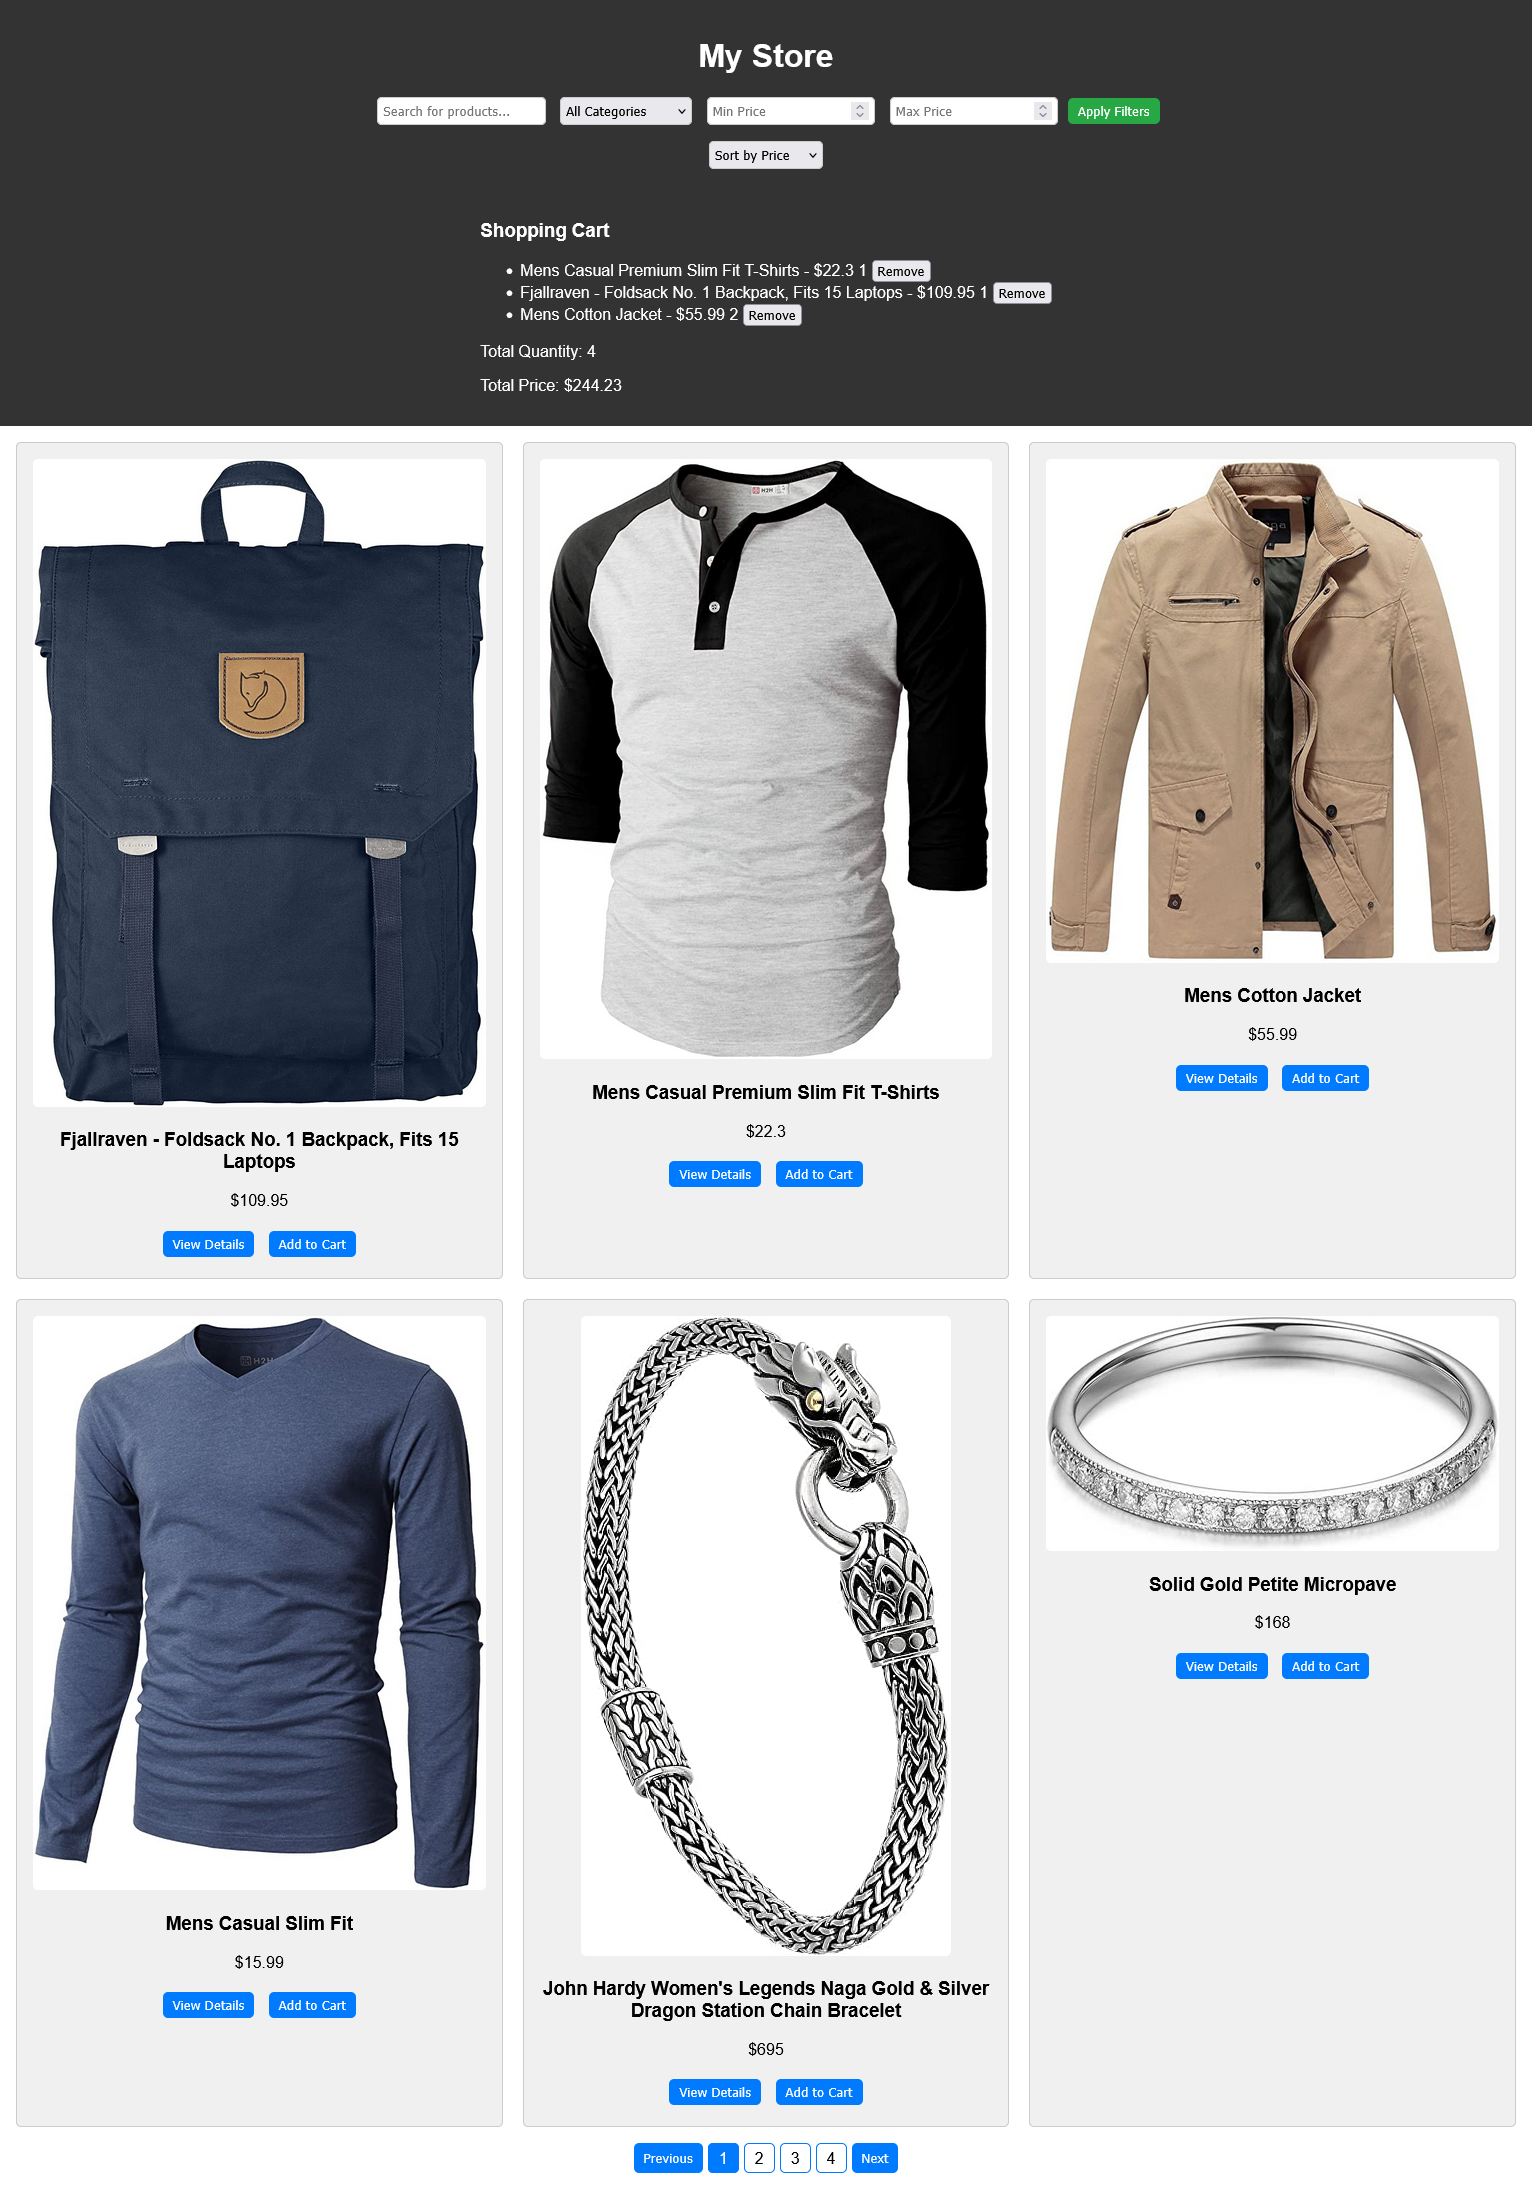 My Store
Search for products...
All Categories
Min Price
Max Price
Apply Filters
Sort by Price
Shopping Cart
Mens Casual Premium Slim Fit T-Shirts - $22.3 1 Remove
Fjallraven - Foldsack No. 1 Backpack, Fits 15 Laptops - $109.95 1 Remove
Mens Cotton Jacket - $55.99 2 Remove
Total Quantity: 4
Total Price: $244.23
H2H
Fjallraven - Foldsack No. 1 Backpack, Fits 15
Laptops
$109.95
View Details
Add to Cart
Mens Casual Premium Slim Fit T-Shirts
$22.3
View Details
Add to Cart
Mens Cotton Jacket
$55.99
View Details
Add to Cart
H2H
Mens Casual Slim Fit
$15.99
View Details
Add to Cart
John Hardy Women's Legends Naga Gold & Silver
Dragon Station Chain Bracelet
$695
View Details
Add to Cart
Solid Gold Petite Micropave
$168
View Details
Add to Cart
Previous
1
2
3
4
Next